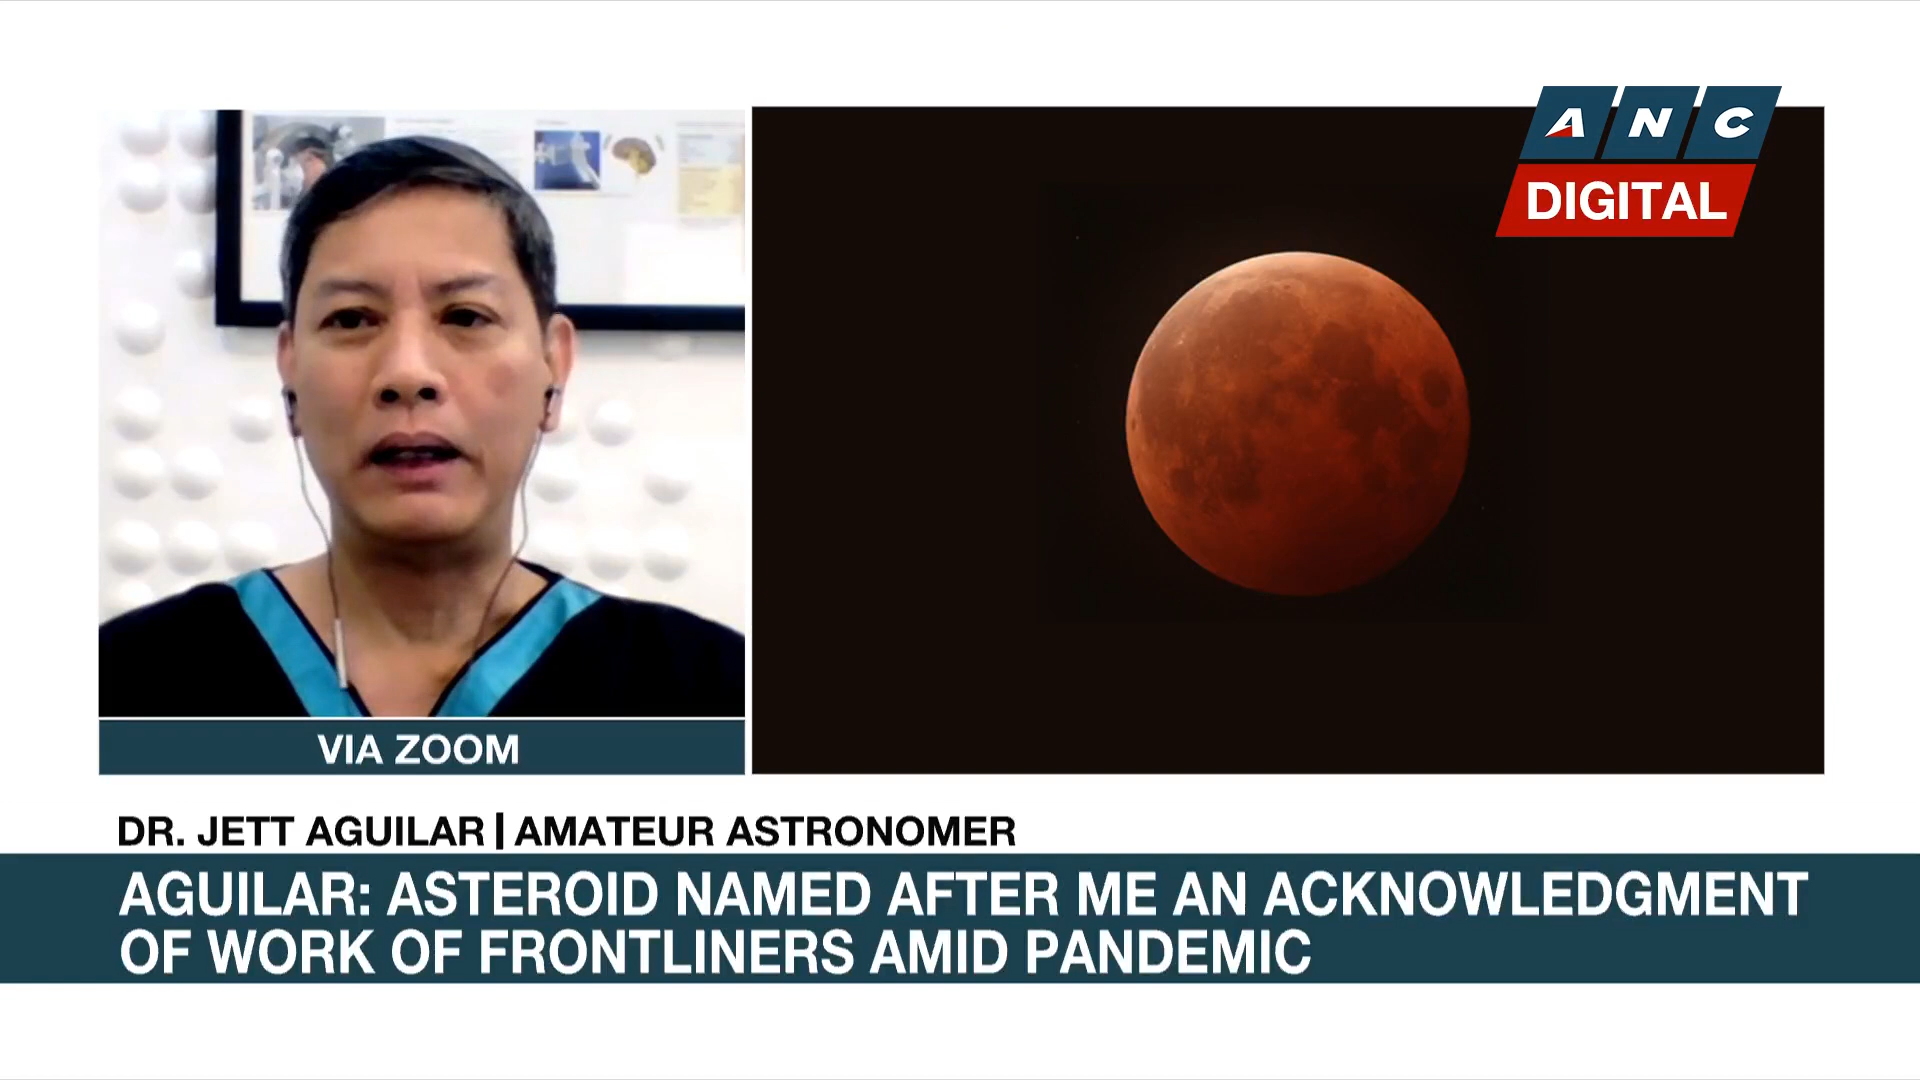 ANC
DIGITAL
VIA ZOOM
DR. JETT AGUILAR | AMATEUR ASTRONOMER
AGUILAR: ASTEROID NAMED AFTER ME AN ACKNOWLEDGMENT
OF WORK OF FRONTLINERS AMID PANDEMIC